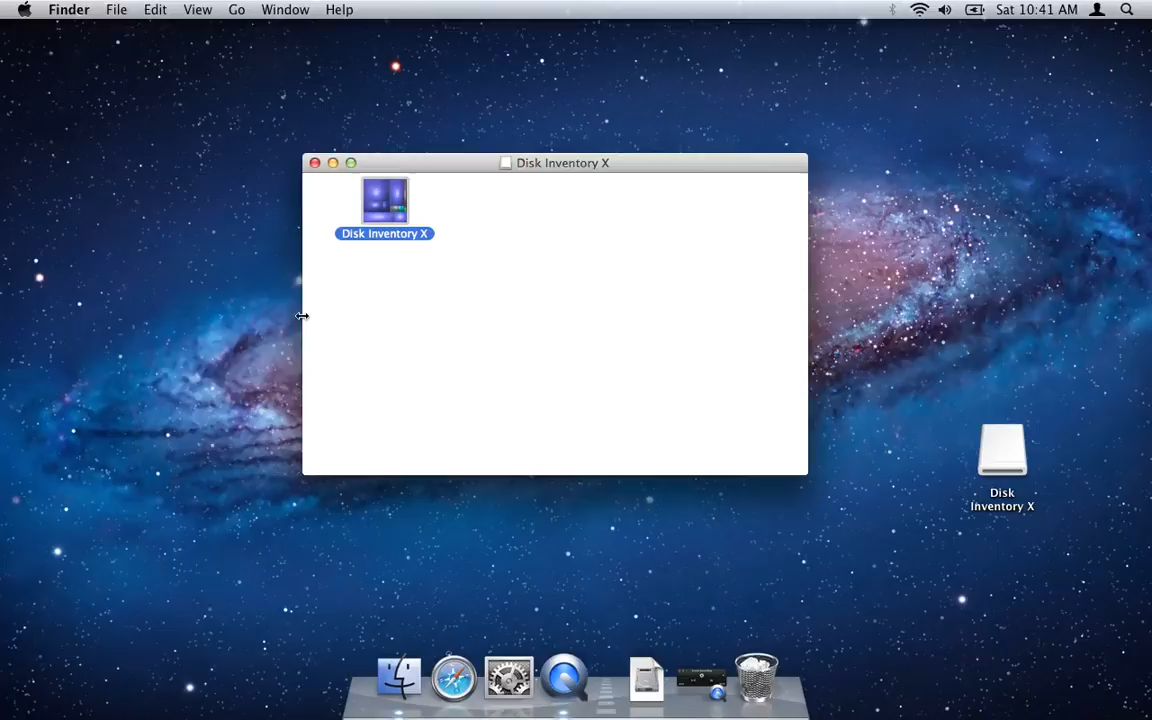 Finder File Edit View Go Window Help Sat 10:41 AM
Disk Inventory X
Disk Inventory X
Disk
Inventory X